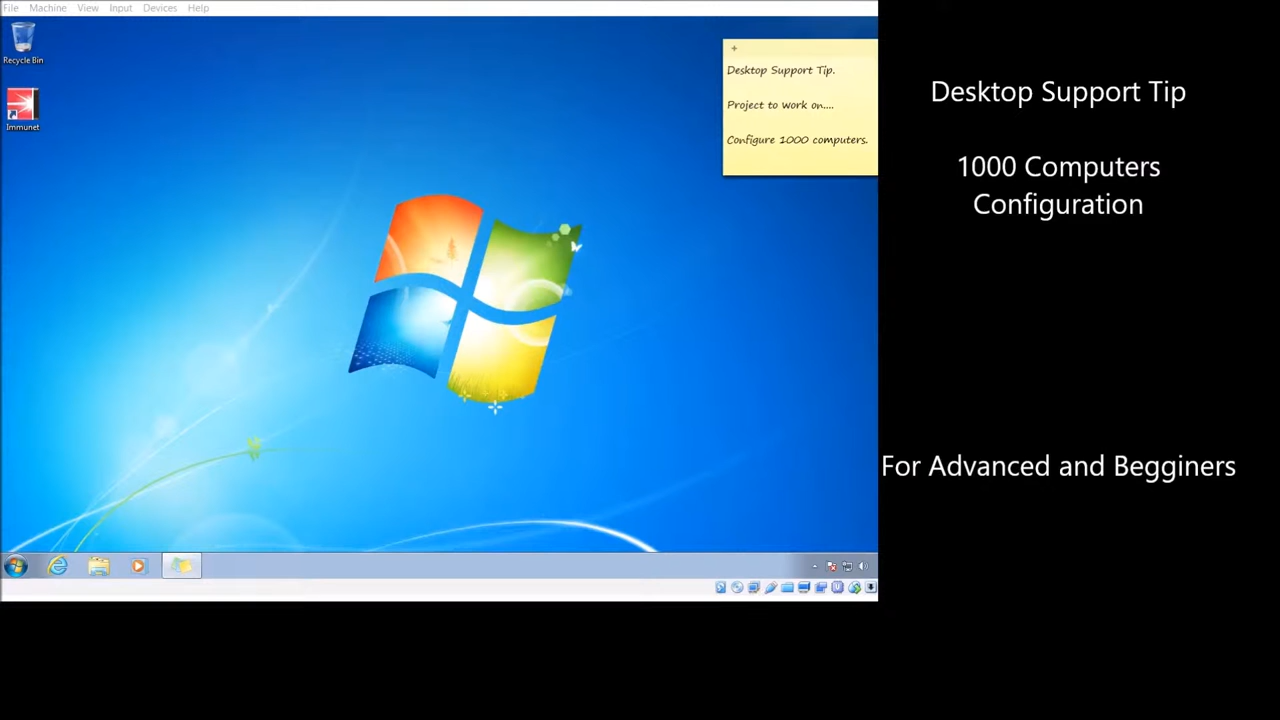 File Machine View Input Devices Help
Recycle Bin
Immunet
+
Desktop Support Tip.
Project to work on....
Configure 1000 computers.
Desktop Support Tip
1000 Computers
Configuration
For Advanced and Begginers